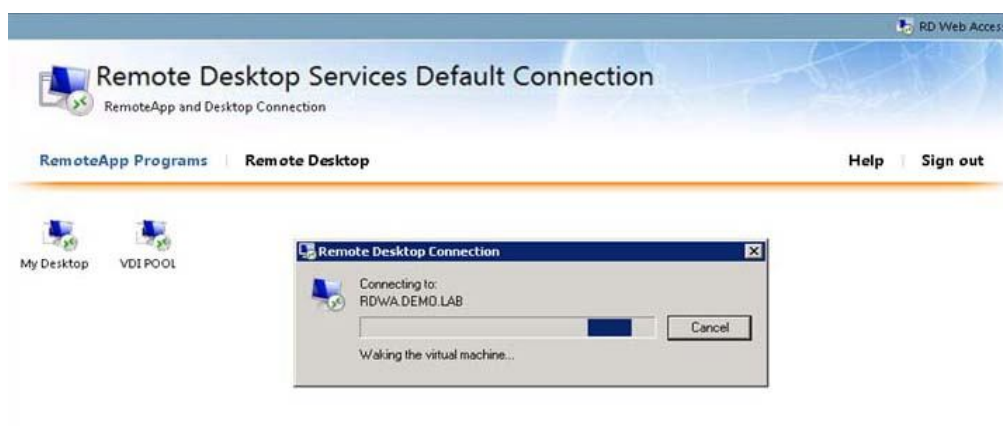 RD Web Acces
Remote Desktop Services Default Connection
RemoteApp and Desktop Connection
RemoteApp Programs | Remote Desktop Help | Sign out
My Desktop VDI POOL
Remote Desktop Connection
Connecting to:
RDWA.DEMO.LAB
Cancel
Waking the virtual machine...